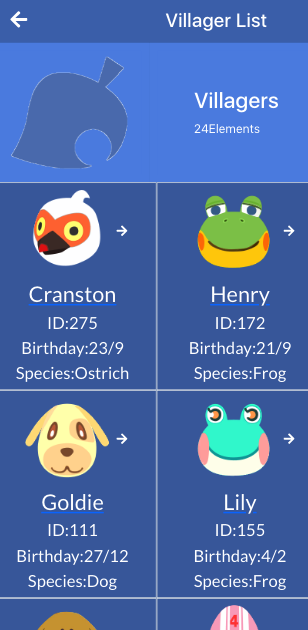 Villager List
Villagers
24Elements
Cranston
ID:275
Birthday:23/9
Species:Ostrich
Henry
ID:172
Birthday:21/9
Species:Frog
Goldie
ID:111
Birthday:27/12
Species:Dog
Lily
ID:155
Birthday:4/2
Species:Frog
4